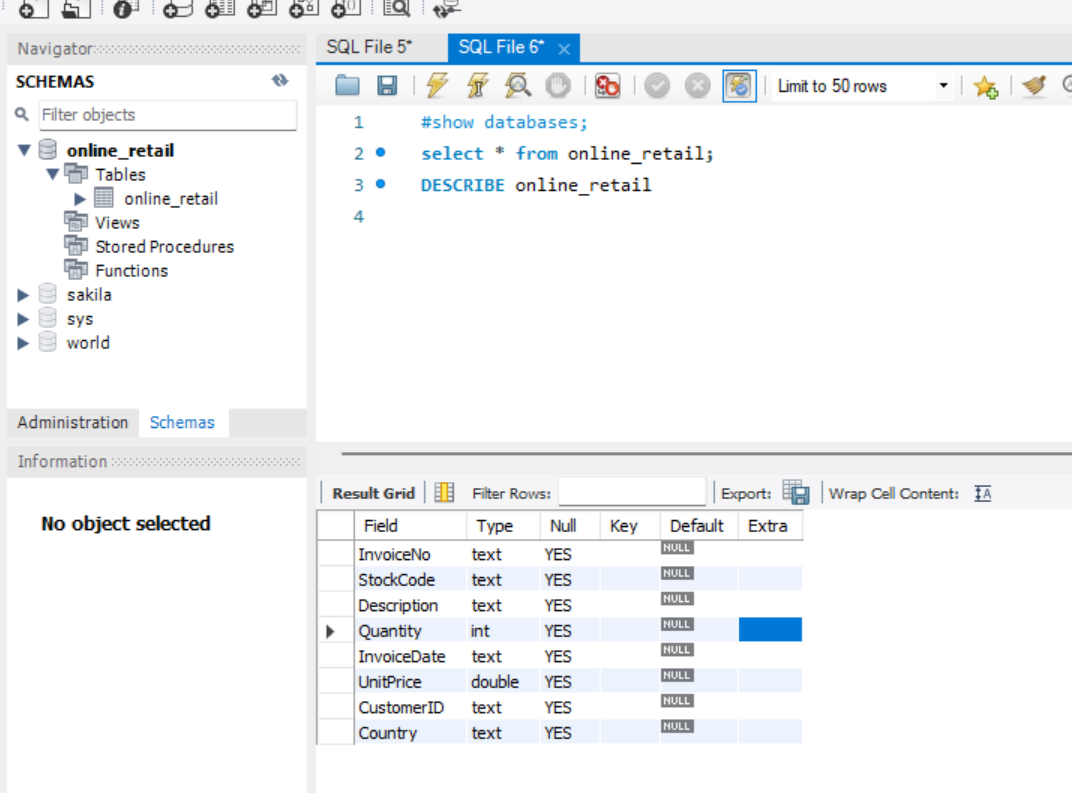 Navigator
SQL File 5*
SQL File 6*
SCHEMAS
Limit to 50 rows
Filter objects
1 #show databases;
2 select * from online_retail;
3 DESCRIBE online_retail
4
online_retail
Tables
online_retail
Views
Stored Procedures
Functions
sakila
sys
world
Administration Schemas
Information
No object selected
Result Grid Filter Rows: Export: Wrap Cell Content: IA
Field Type Null Key Default Extra
InvoiceNo text YES NULL
StockCode text YES NULL
Description text YES NULL
Quantity int YES NULL
InvoiceDate text YES NULL
UnitPrice double YES NULL
CustomerID text YES NULL
Country text YES NULL